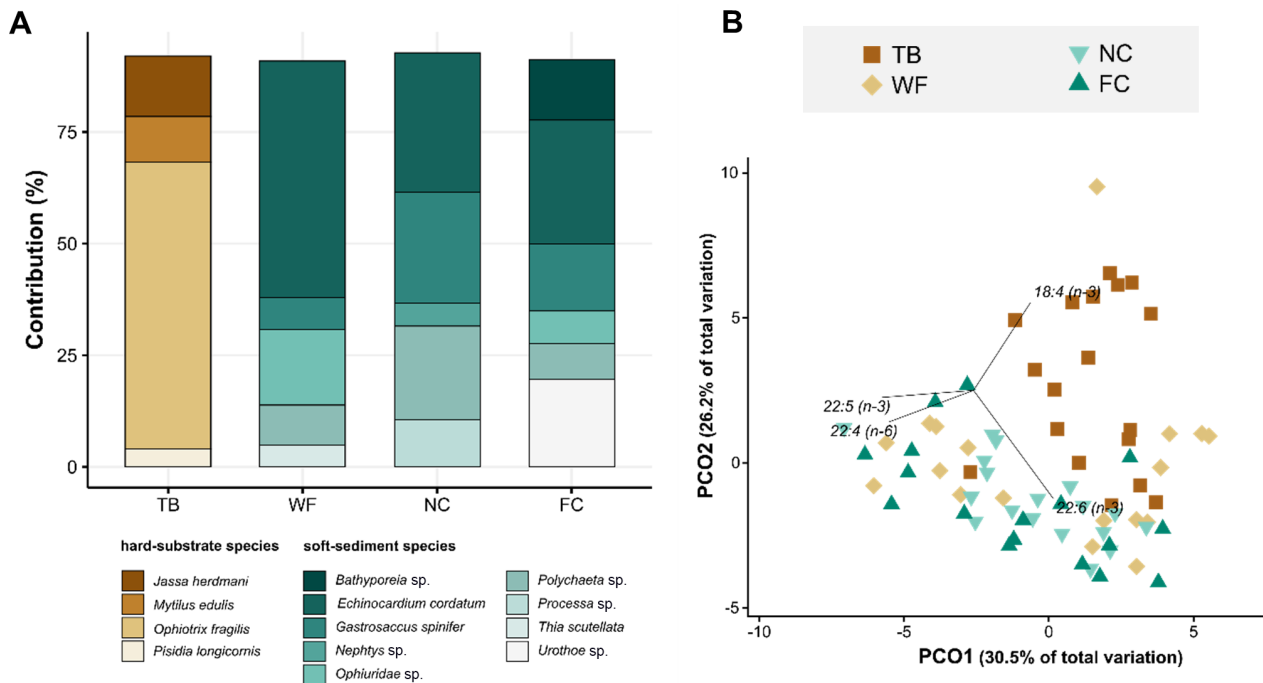 A
Contribution (%)
75
50
25
0
TB WF NC FC
hard-substrate species
Jassa herdmani
Mytilus edulis
Ophiotrix fragilis
Pisidia longicornis
soft-sediment species
Bathyporeia sp.
Echinocardium cordatum
Gastrosaccus spinifer
Nephtys sp.
Ophiuridae sp.
Polychaeta sp.
Processa sp.
Thia scutellata
Urothoe sp.
B
TB NC
WF FC
PCO2 (26.2% of total variation)
10
5
0
-5
18:4 (n-3)
22:5 (n-3)
22:4 (n-6)
22:6 (n-3)
-10 -5 0 5
PCO1 (30.5% of total variation)